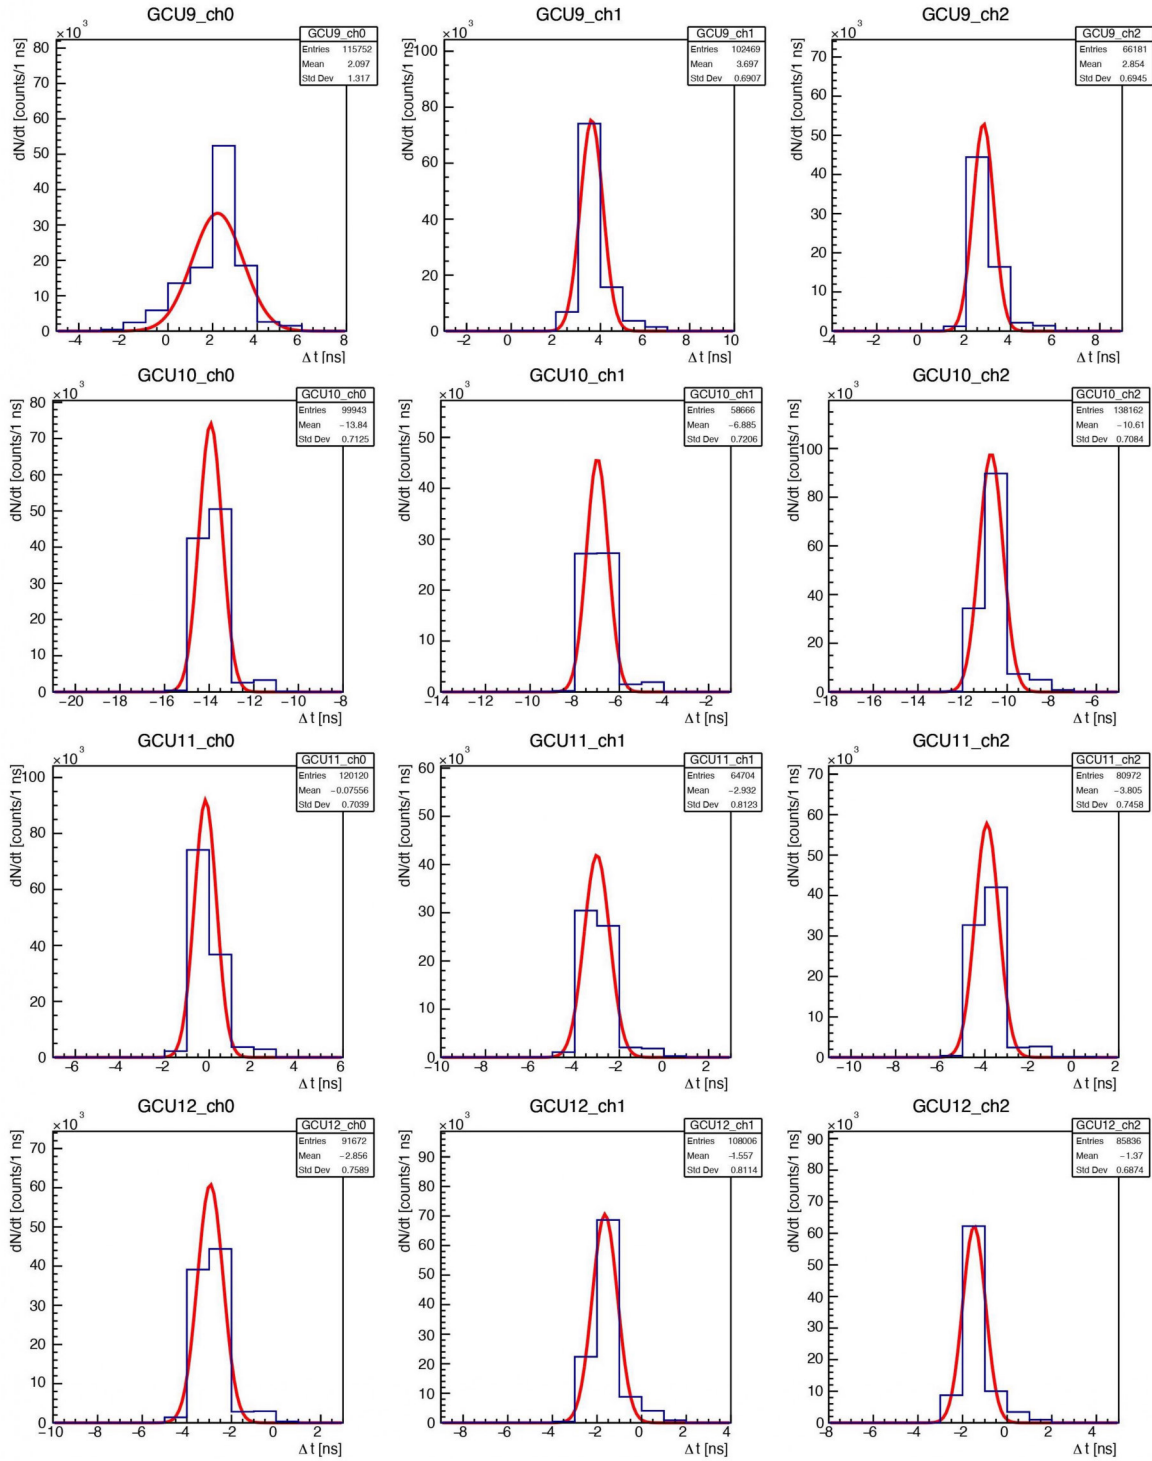 GCU9_ch0
×10³
dN/dt [counts/1 ns]
80
70
60
50
40
30
20
10
0
GCU9_ch0
Entries 115752
Mean 2.097
Std Dev 1.317
−4 −2 0 2 4 6 8
Δ t [ns]
GCU9_ch1
×10³
dN/dt [counts/1 ns]
100
80
60
40
20
0
GCU9_ch1
Entries 102469
Mean 3.697
Std Dev 0.6907
−2 0 2 4 6 8 10
Δ t [ns]
GCU9_ch2
×10³
dN/dt [counts/1 ns]
70
60
50
40
30
20
10
0
GCU9_ch2
Entries 66181
Mean 2.854
Std Dev 0.6945
−4 −2 0 2 4 6 8
Δ t [ns]
GCU10_ch0
×10³
dN/dt [counts/1 ns]
80
70
60
50
40
30
20
10
0
GCU10_ch0
Entries 99943
Mean −13.84
Std Dev 0.7125
−20 −18 −16 −14 −12 −10 −8
Δ t [ns]
GCU10_ch1
×10³
dN/dt [counts/1 ns]
50
40
30
20
10
0
GCU10_ch1
Entries 58666
Mean −6.885
Std Dev 0.7206
−14 −12 −10 −8 −6 −4 −2
Δ t [ns]
GCU10_ch2
×10³
dN/dt [counts/1 ns]
100
80
60
40
20
0
GCU10_ch2
Entries 138162
Mean −10.61
Std Dev 0.7084
−18 −16 −14 −12 −10 −8 −6
Δ t [ns]
GCU11_ch0
×10³
dN/dt [counts/1 ns]
100
80
60
40
20
0
GCU11_ch0
Entries 120120
Mean −0.07556
Std Dev 0.7039
−6 −4 −2 0 2 4 6
Δ t [ns]
GCU11_ch1
×10³
dN/dt [counts/1 ns]
60
50
40
30
20
10
0
GCU11_ch1
Entries 64704
Mean −2.932
Std Dev 0.8123
−10 −8 −6 −4 −2 0 2
Δ t [ns]
GCU11_ch2
×10³
dN/dt [counts/1 ns]
70
60
50
40
30
20
10
0
GCU11_ch2
Entries 80972
Mean −3.805
Std Dev 0.7458
−10 −8 −6 −4 −2 0 2
Δ t [ns]
GCU12_ch0
×10³
dN/dt [counts/1 ns]
70
60
50
40
30
20
10
0
GCU12_ch0
Entries 91672
Mean −2.856
Std Dev 0.7589
−10 −8 −6 −4 −2 0 2
Δ t [ns]
GCU12_ch1
×10³
dN/dt [counts/1 ns]
90
80
70
60
50
40
30
20
10
0
GCU12_ch1
Entries 108006
Mean −1.557
Std Dev 0.8114
−8 −6 −4 −2 0 2 4
Δ t [ns]
GCU12_ch2
×10³
dN/dt [counts/1 ns]
90
80
70
60
50
40
30
20
10
0
GCU12_ch2
Entries 85836
Mean −1.37
Std Dev 0.6874
−8 −6 −4 −2 0 2 4
Δ t [ns]